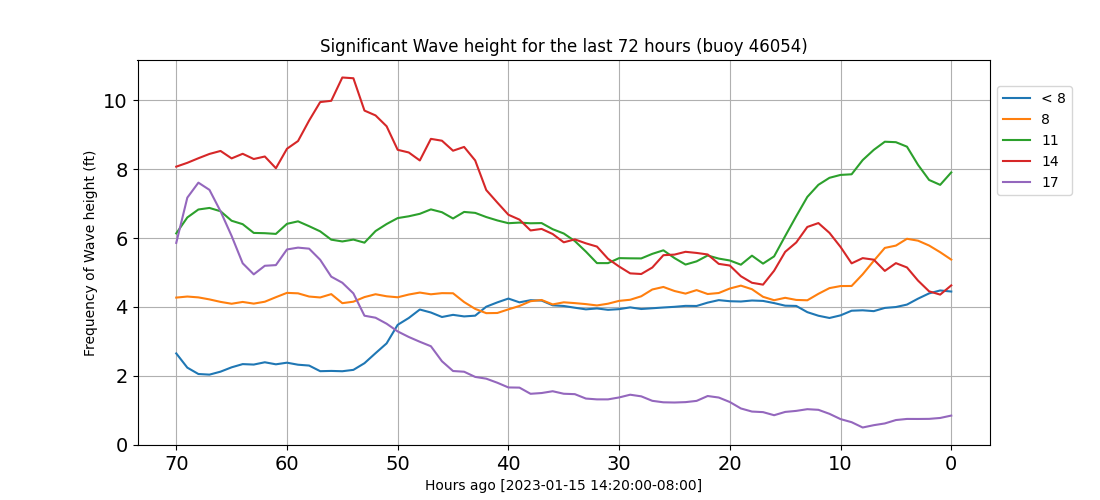 Significant Wave height for the last 72 hours (buoy 46054)
Frequency of Wave height (ft)
10
8
6
4
2
0
70 60 50 40 30 20 10 0
Hours ago [2023-01-15 14:20:00-08:00]
< 8
8
11
14
17